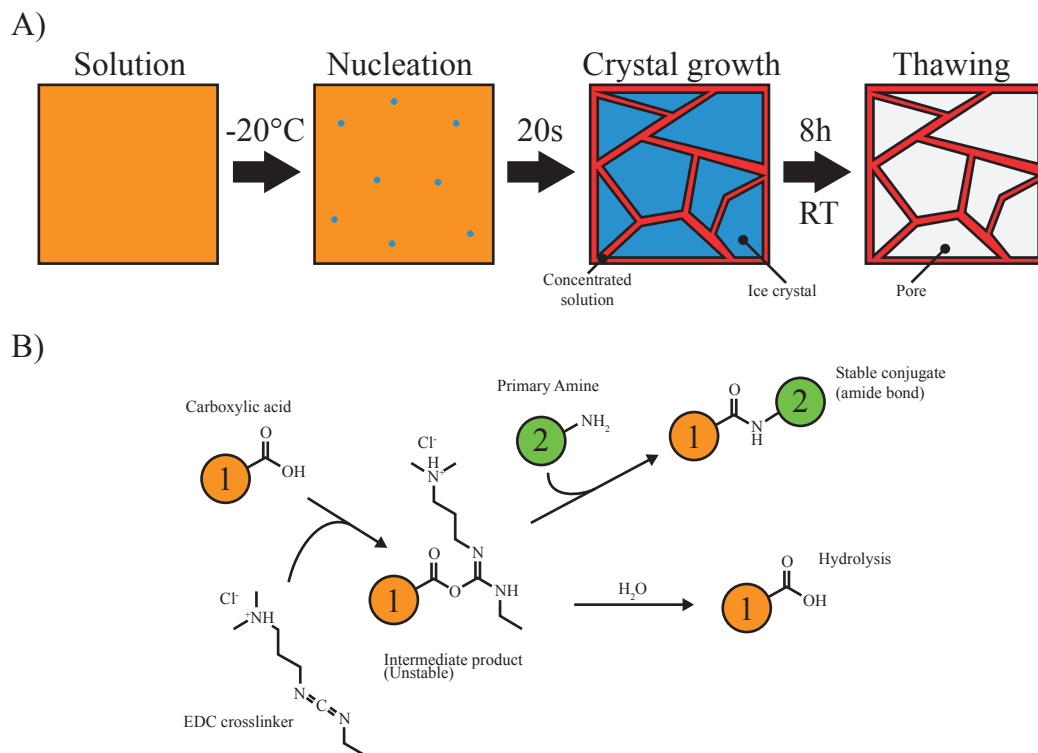 A)
Solution
Nucleation
Crystal growth
Thawing
-20°C
20s
8h
RT
Concentrated
solution
Ice crystal
Pore
B)
Carboxylic acid
O
OH
1
Cl-
+NH
N
C
N
EDC crosslinker
Cl-
H
N+
O
N
1
O
NH
Intermediate product
(Unstable)
Primary Amine
2
NH2
Stable conjugate
(amide bond)
O
1
N
H
2
H2O
Hydrolysis
O
1
OH